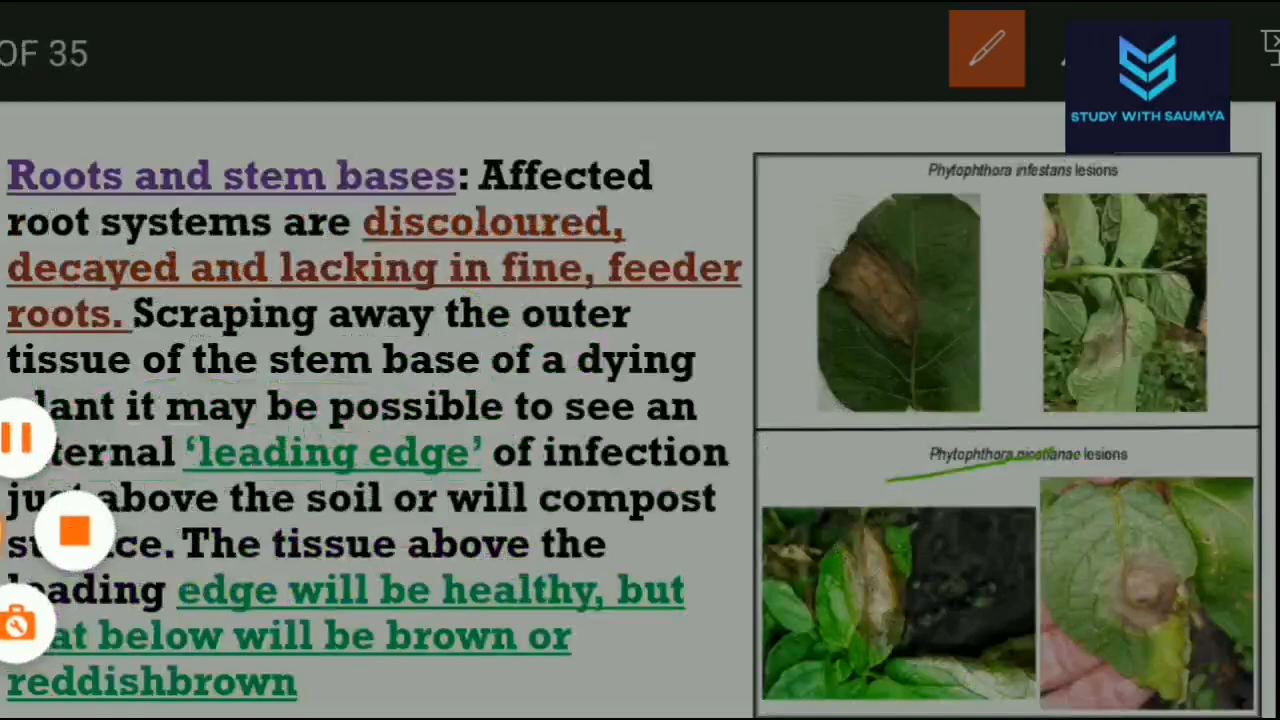 OF 35
STUDY WITH SAUMYA
Roots and stem bases: Affected
root systems are discoloured,
decayed and lacking in fine, feeder
roots. Scraping away the outer
tissue of the stem base of a dying
lant it may be possible to see an
ternal ‘leading edge’ of infection
above the soil or will compost
The tissue above the
leading edge will be healthy, but
at below will be brown or
reddishbrown
Phytophthora infestans lesions
Phytophthora nicotianae lesions